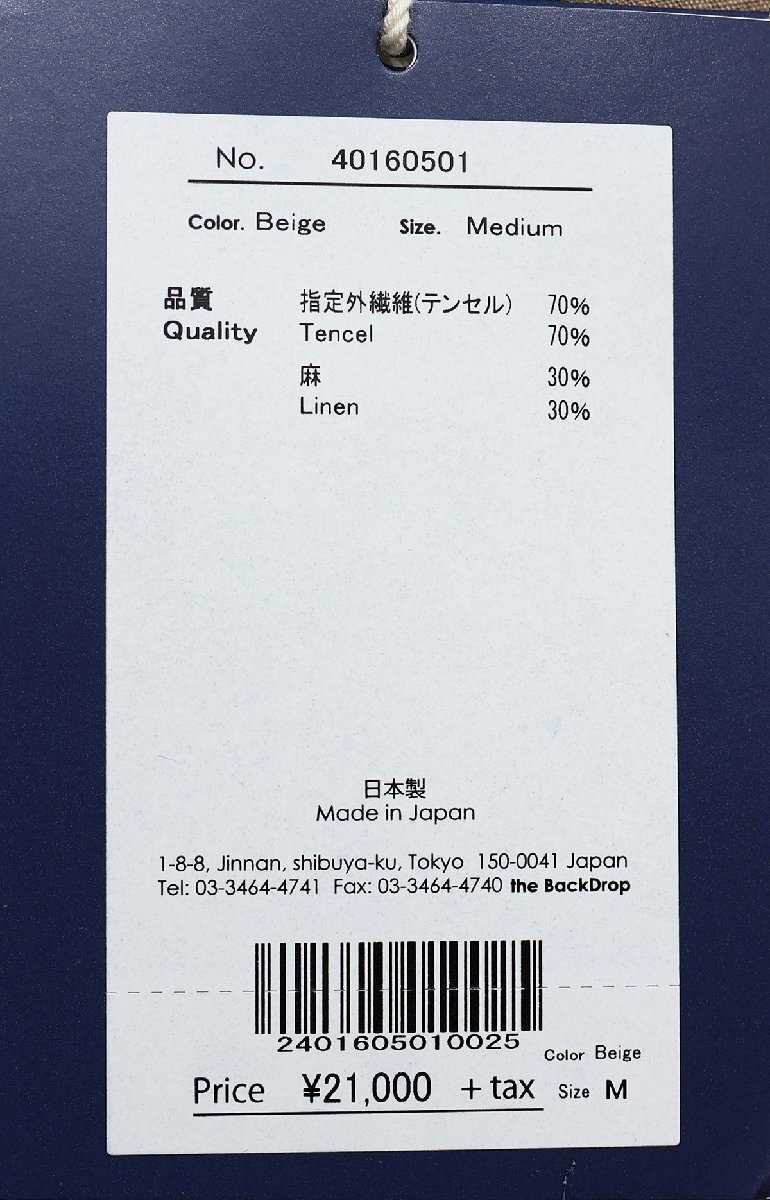 No. 40160501
Color. Beige Size. Medium
品質 指定外繊維(テンセル) 70%
Quality Tencel 70%
麻 30%
Linen 30%
日本製
Made in Japan
1-8-8, Jinnan, shibuya-ku, Tokyo 150-0041 Japan
Tel: 03-3464-4741 Fax: 03-3464-4740 the BackDrop
2401605010025
Color Beige
Price ¥21,000 + tax Size M